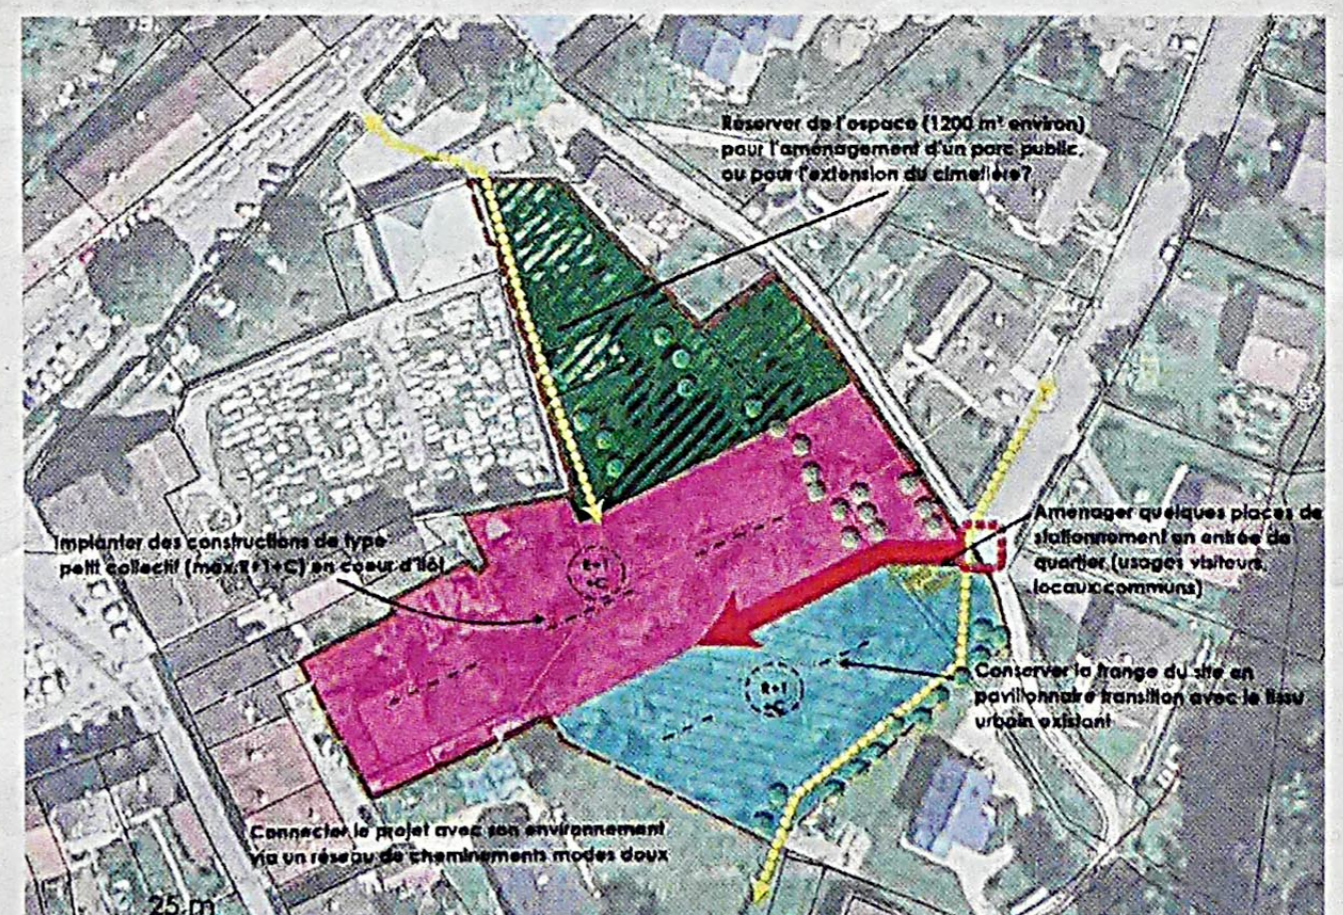 Réserver de l'espace (1200 m² environ)
pour l'aménagement d'un parc public,
ou pour l'extension du cimetière?
Implanter des constructions de type
petit collectif (max.R+1+C) en coeur d'îlot
R+1
+C
Aménager quelques places de
stationnement en entrée de
quartier (usages visiteurs,
locaux communs)
R+1
+C
Conserver la frange du site en
pavillonnaire transition avec le tissu
urbain existant
Connecter le projet avec son environnement
via un réseau de cheminements modes doux
25 m